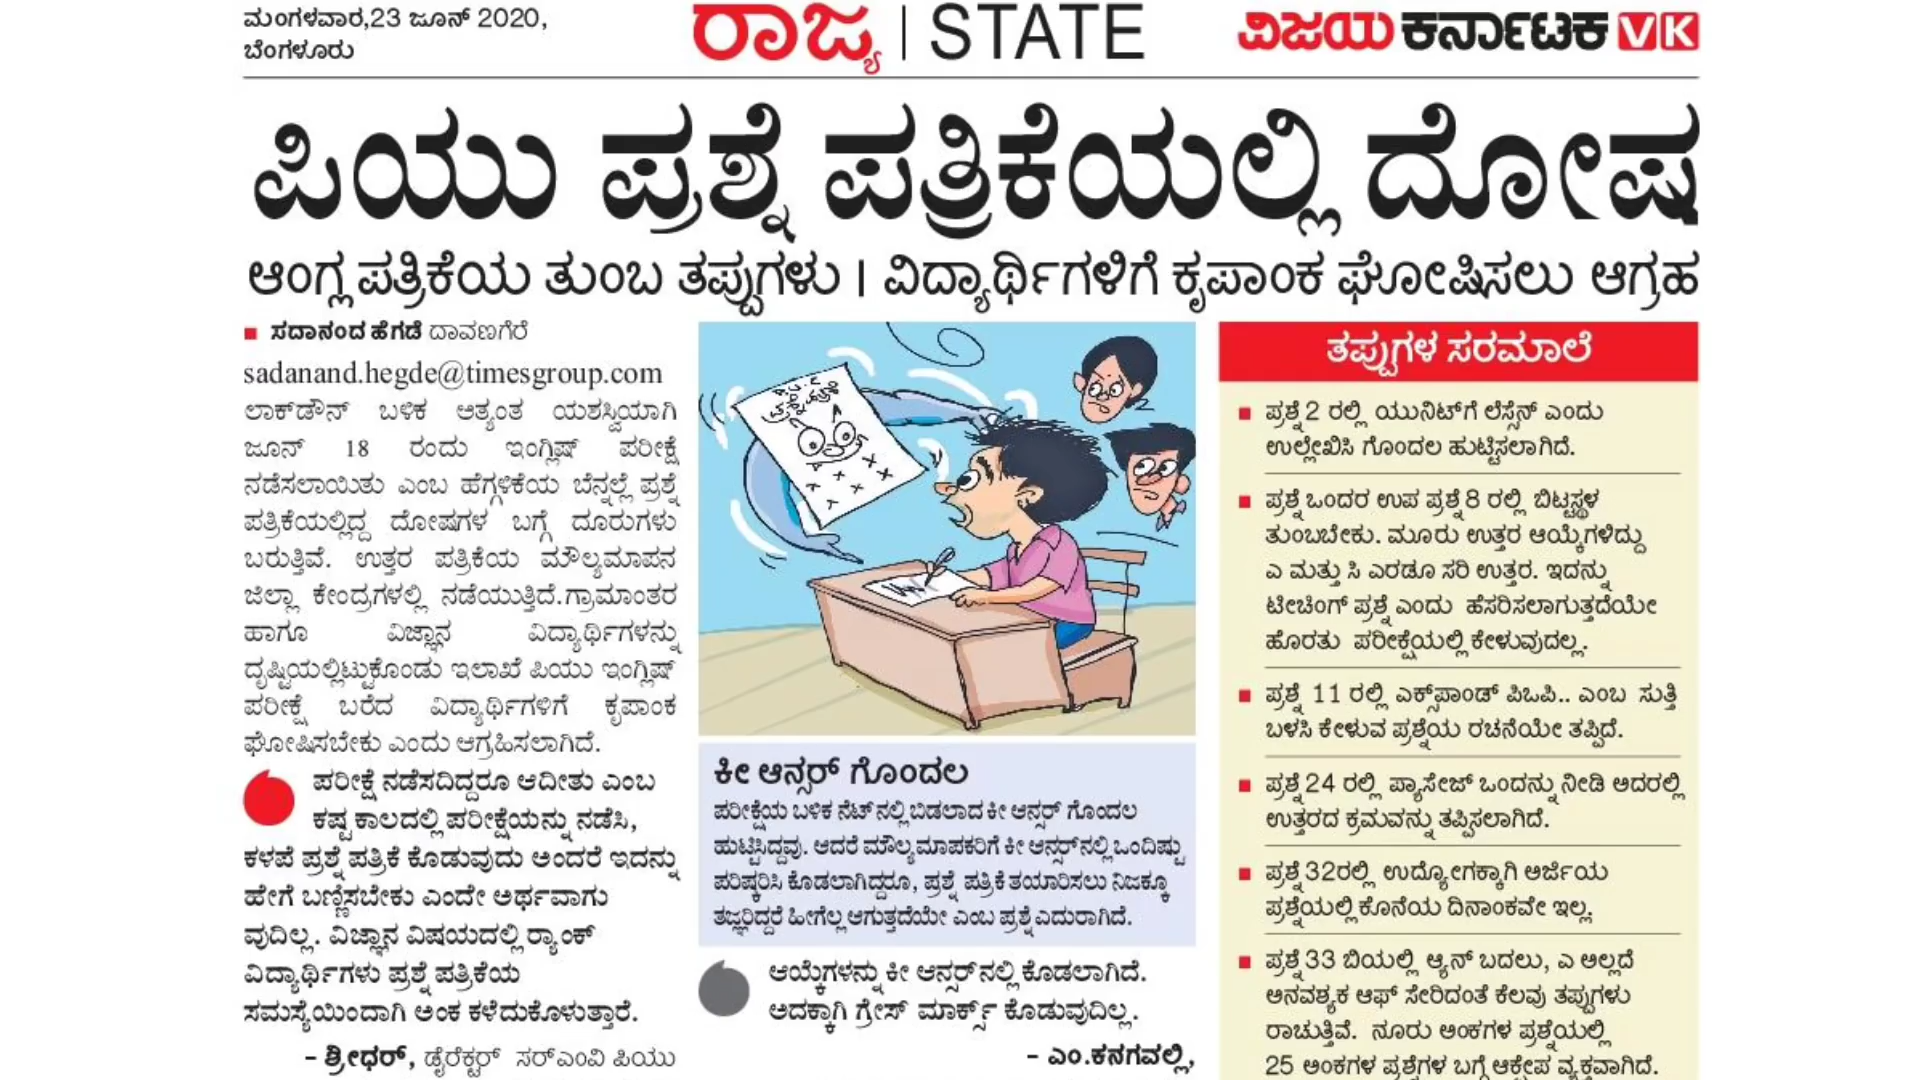 ಮಂಗಳವಾರ,23 ಜೂನ್ 2020,
ಬೆಂಗಳೂರು
ರಾಜ್ಯ | STATE
ವಿಜಯ ಕರ್ನಾಟಕ VK
ಪಿಯು ಪ್ರಶ್ನೆ ಪತ್ರಿಕೆಯಲ್ಲಿ ದೋಷ
ಆಂಗ್ಲ ಪತ್ರಿಕೆಯ ತುಂಬ ತಪ್ಪುಗಳು | ವಿದ್ಯಾರ್ಥಿಗಳಿಗೆ ಕೃಪಾಂಕ ಘೋಷಿಸಲು ಆಗ್ರಹ
■ ಸದಾನಂದ ಹೆಗಡೆ ದಾವಣಗೆರೆ
sadanand.hegde@timesgroup.com
ಲಾಕ್‌ಡೌನ್ ಬಳಿಕ ಅತ್ಯಂತ ಯಶಸ್ವಿಯಾಗಿ
ಜೂನ್ 18 ರಂದು ಇಂಗ್ಲಿಷ್ ಪರೀಕ್ಷೆ
ನಡೆಸಲಾಯಿತು ಎಂಬ ಹೆಗ್ಗಳಿಕೆಯ ಬೆನ್ನಲ್ಲೆ ಪ್ರಶ್ನೆ
ಪತ್ರಿಕೆಯಲ್ಲಿದ್ದ ದೋಷಗಳ ಬಗ್ಗೆ ದೂರುಗಳು
ಬರುತ್ತಿವೆ. ಉತ್ತರ ಪತ್ರಿಕೆಯ ಮೌಲ್ಯಮಾಪನ
ಜಿಲ್ಲಾ ಕೇಂದ್ರಗಳಲ್ಲಿ ನಡೆಯುತ್ತಿದೆ.ಗ್ರಾಮಾಂತರ
ಹಾಗೂ ವಿಜ್ಞಾನ ವಿದ್ಯಾರ್ಥಿಗಳನ್ನು
ದೃಷ್ಟಿಯಲ್ಲಿಟ್ಟುಕೊಂಡು ಇಲಾಖೆ ಪಿಯು ಇಂಗ್ಲಿಷ್
ಪರೀಕ್ಷೆ ಬರೆದ ವಿದ್ಯಾರ್ಥಿಗಳಿಗೆ ಕೃಪಾಂಕ
ಘೋಷಿಸಬೇಕು ಎಂದು ಆಗ್ರಹಿಸಲಾಗಿದೆ.
ಪರೀಕ್ಷೆ ನಡೆಸದಿದ್ದರೂ ಆದೀತು ಎಂಬ
ಕಷ್ಟ ಕಾಲದಲ್ಲಿ ಪರೀಕ್ಷೆಯನ್ನು ನಡೆಸಿ,
ಕಳಪೆ ಪ್ರಶ್ನೆ ಪತ್ರಿಕೆ ಕೊಡುವುದು ಅಂದರೆ ಇದನ್ನು
ಹೇಗೆ ಬಣ್ಣಿಸಬೇಕು ಎಂದೇ ಅರ್ಥವಾಗು
ವುದಿಲ್ಲ. ವಿಜ್ಞಾನ ವಿಷಯದಲ್ಲಿ ರ‍್ಯಾಂಕ್
ವಿದ್ಯಾರ್ಥಿಗಳು ಪ್ರಶ್ನೆ ಪತ್ರಿಕೆಯ
ಸಮಸ್ಯೆಯಿಂದಾಗಿ ಅಂಕ ಕಳೆದುಕೊಳುತ್ತಾರೆ.
– ಶ್ರೀಧರ್, ಡೈರೆಕ್ಟರ್ ಸರ್‌ಎಂವಿ ಪಿಯು
ಪ್ರಶ್ನೆ ಪತ್ರಿಕೆ
ಕೀ ಆನ್ಸರ್ ಗೊಂದಲ
ಪರೀಕ್ಷೆಯ ಬಳಿಕ ನೆಟ್‌ನಲ್ಲಿ ಬಿಡಲಾದ ಕೀ ಆನ್ಸರ್ ಗೊಂದಲ
ಹುಟ್ಟಿಸಿದ್ದವು. ಆದರೆ ಮೌಲ್ಯಮಾಪಕರಿಗೆ ಕೀ ಆನ್ಸರ್‌ನಲ್ಲಿ ಒಂದಿಷ್ಟು
ಪರಿಷ್ಕರಿಸಿ ಕೊಡಲಾಗಿದ್ದರೂ, ಪ್ರಶ್ನೆ ಪತ್ರಿಕೆ ತಯಾರಿಸಲು ನಿಜಕ್ಕೂ
ತಜ್ಞರಿದ್ದರೆ ಹೀಗೆಲ್ಲ ಆಗುತ್ತದೆಯೇ ಎಂಬ ಪ್ರಶ್ನೆ ಎದುರಾಗಿದೆ.
ಆಯ್ಕೆಗಳನ್ನು ಕೀ ಆನ್ಸರ್‌ನಲ್ಲಿ ಕೊಡಲಾಗಿದೆ.
ಅದಕ್ಕಾಗಿ ಗ್ರೇಸ್ ಮಾರ್ಕ್ಸ್ ಕೊಡುವುದಿಲ್ಲ.
– ಎಂ.ಕನಗವಲ್ಲಿ,
ತಪ್ಪುಗಳ ಸರಮಾಲೆ
■ ಪ್ರಶ್ನೆ 2 ರಲ್ಲಿ ಯುನಿಟ್‌ಗೆ ಲೆಸೆನ್ಸ್ ಎಂದು
ಉಲ್ಲೇಖಿಸಿ ಗೊಂದಲ ಹುಟ್ಟಿಸಲಾಗಿದೆ.
■ ಪ್ರಶ್ನೆ ಒಂದರ ಉಪ ಪ್ರಶ್ನೆ 8 ರಲ್ಲಿ ಬಿಟ್ಟಸ್ಥಳ
ತುಂಬಬೇಕು. ಮೂರು ಉತ್ತರ ಆಯ್ಕೆಗಳಿದ್ದು
ಎ ಮತ್ತು ಸಿ ಎರಡೂ ಸರಿ ಉತ್ತರ. ಇದನ್ನು
ಟೀಚಿಂಗ್ ಪ್ರಶ್ನೆ ಎಂದು ಹೆಸರಿಸಲಾಗುತ್ತದೆಯೇ
ಹೊರತು ಪರೀಕ್ಷೆಯಲ್ಲಿ ಕೇಳುವುದಲ್ಲ.
■ ಪ್ರಶ್ನೆ 11 ರಲ್ಲಿ ಎಕ್ಸ್‌ಪಾಂಡ್ ಪಿಒಪಿ.. ಎಂಬ ಸುತ್ತಿ
ಬಳಸಿ ಕೇಳುವ ಪ್ರಶ್ನೆಯ ರಚನೆಯೇ ತಪ್ಪಿದೆ.
■ ಪ್ರಶ್ನೆ 24 ರಲ್ಲಿ ಪ್ಯಾಸೇಜ್ ಒಂದನ್ನು ನೀಡಿ ಅದರಲ್ಲಿ
ಉತ್ತರದ ಕ್ರಮವನ್ನು ತಪ್ಪಿಸಲಾಗಿದೆ.
■ ಪ್ರಶ್ನೆ 32ರಲ್ಲಿ ಉದ್ಯೋಗಕ್ಕಾಗಿ ಅರ್ಜಿಯ
ಪ್ರಶ್ನೆಯಲ್ಲಿ ಕೊನೆಯ ದಿನಾಂಕವೇ ಇಲ್ಲ.
■ ಪ್ರಶ್ನೆ 33 ಬಿಯಲ್ಲಿ ಆ್ಯನ್ ಬದಲು, ಎ ಅಲ್ಲದೆ
ಅನವಶ್ಯಕ ಆಫ್ ಸೇರಿದಂತೆ ಕೆಲವು ತಪ್ಪುಗಳು
ರಾಚುತ್ತಿವೆ. ನೂರು ಅಂಕಗಳ ಪ್ರಶ್ನೆಯಲ್ಲಿ
25 ಅಂಕಗಳ ಪ್ರಶ್ನೆಗಳ ಬಗ್ಗೆ ಆಕ್ಷೇಪ ವ್ಯಕ್ತವಾಗಿದೆ.